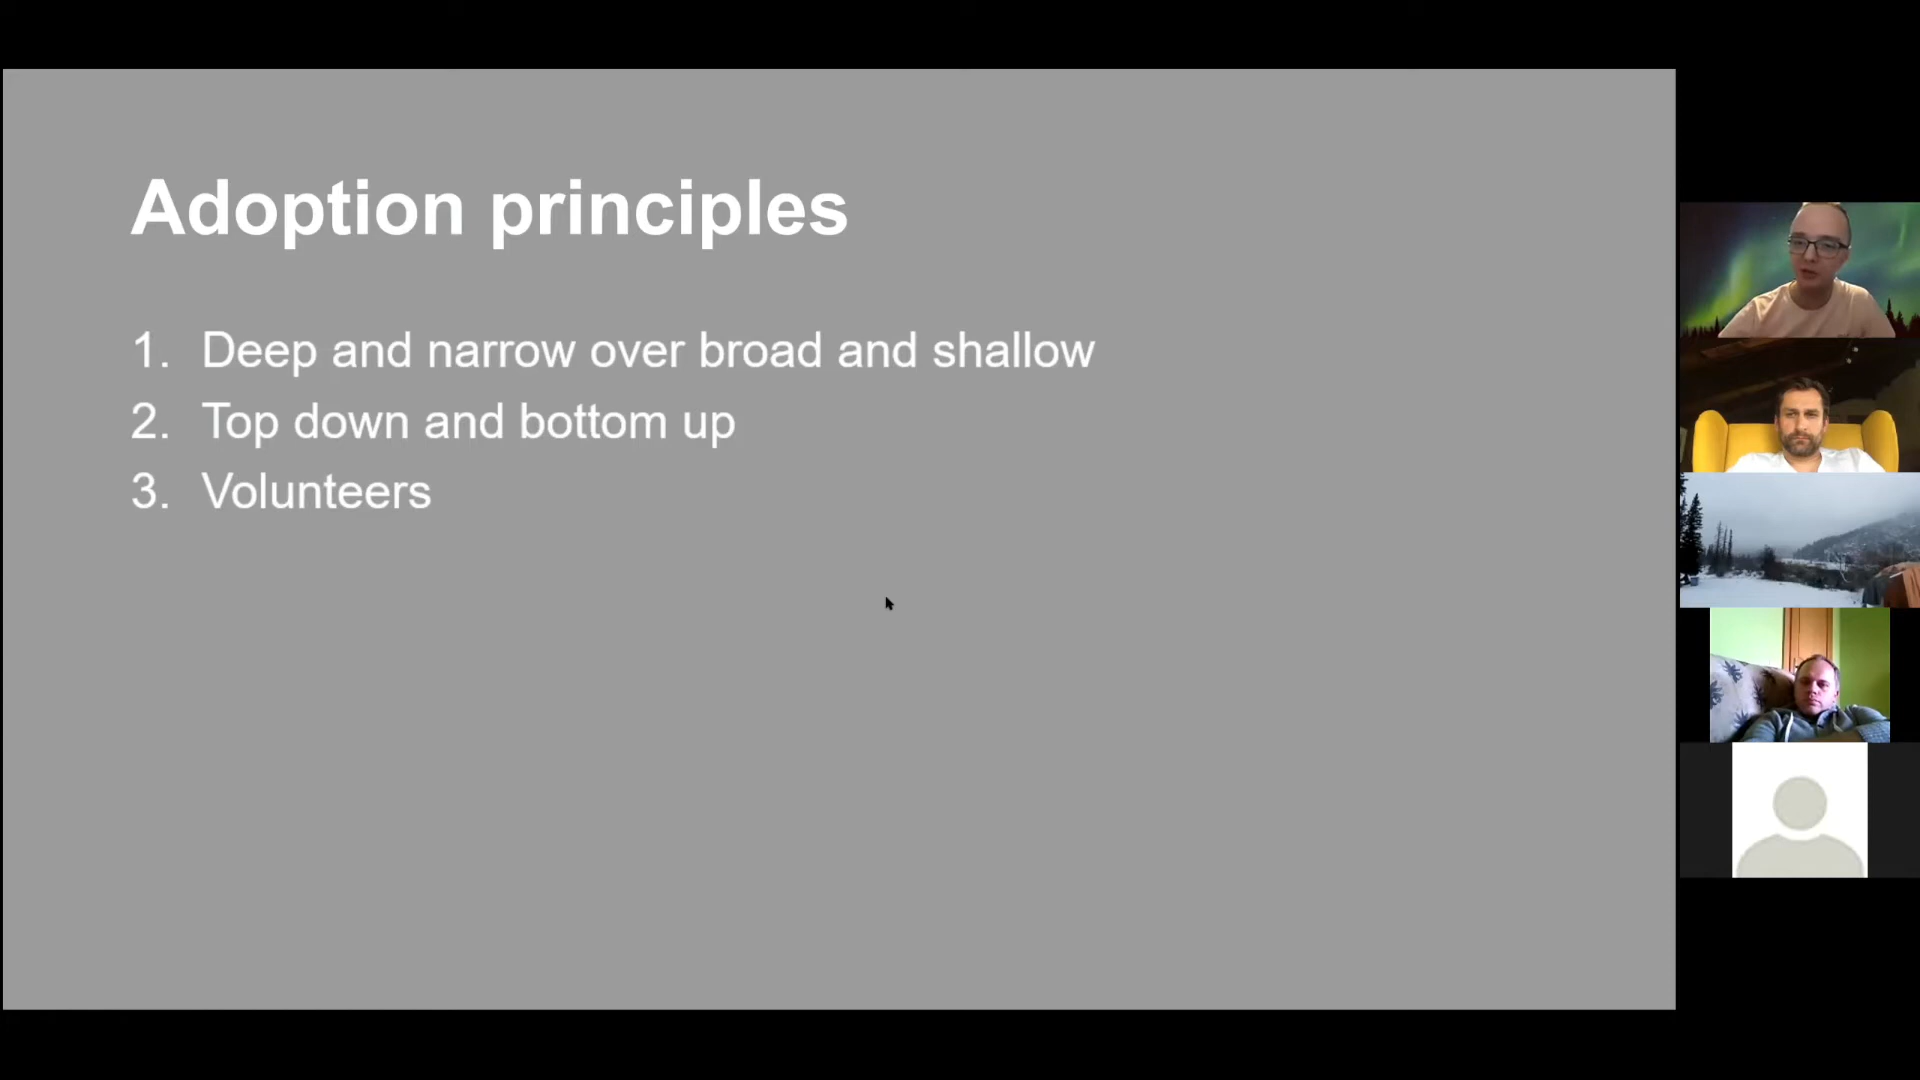 Adoption principles
1. Deep and narrow over broad and shallow
2. Top down and bottom up
3. Volunteers